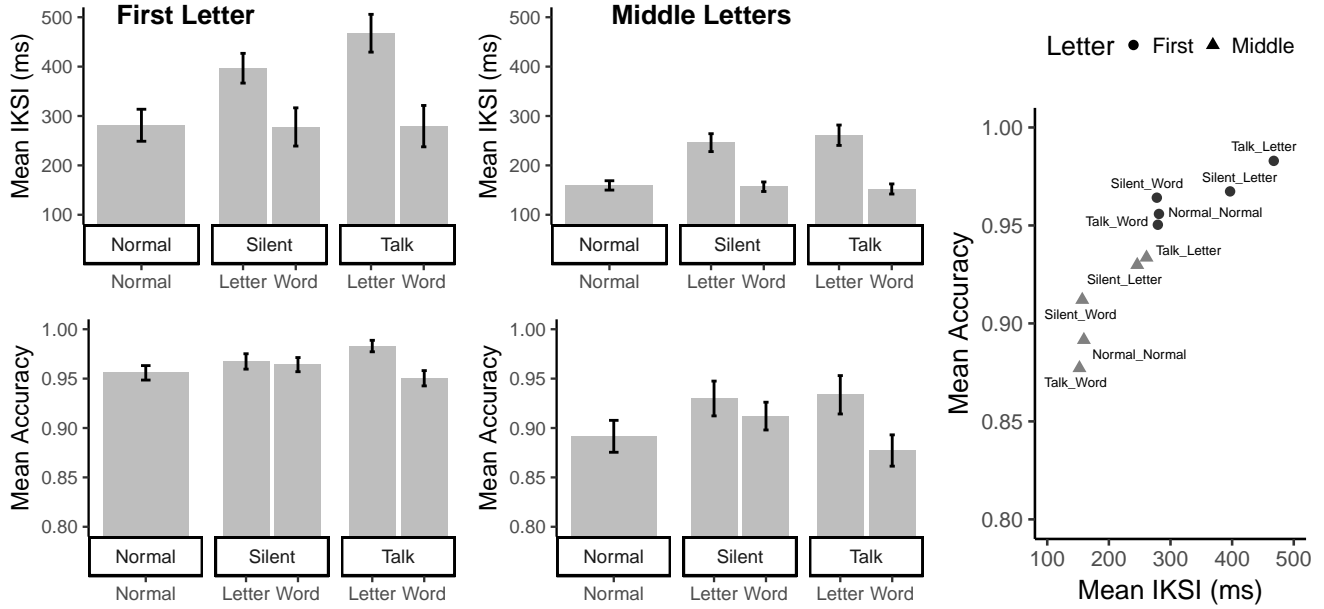 First Letter
Mean IKSI (ms)
500
400
300
200
100
Normal
Silent
Talk
Normal
Letter Word
Letter Word
Middle Letters
Mean IKSI (ms)
500
400
300
200
100
Normal
Silent
Talk
Normal
Letter Word
Letter Word
Mean Accuracy
1.00
0.95
0.90
0.85
0.80
Normal
Silent
Talk
Normal
Letter Word
Letter Word
Mean Accuracy
1.00
0.95
0.90
0.85
0.80
Normal
Silent
Talk
Normal
Letter Word
Letter Word
Letter First Middle
Mean Accuracy
1.00
0.95
0.90
0.85
0.80
Talk_Letter
Silent_Letter
Silent_Word
Normal_Normal
Talk_Word
Talk_Letter
Silent_Letter
Silent_Word
Normal_Normal
Talk_Word
100 200 300 400 500
Mean IKSI (ms)